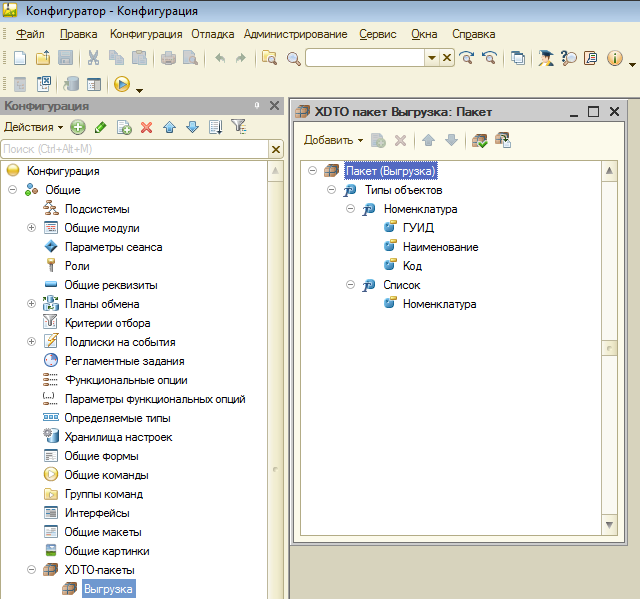 Конфигуратор - Конфигурация
Файл Правка Конфигурация Отладка Администрирование Сервис Окна Справка
Конфигурация
Действия
Поиск (Ctrl+Alt+M)
Конфигурация
Общие
Подсистемы
Общие модули
Параметры сеанса
Роли
Общие реквизиты
Планы обмена
Критерии отбора
Подписки на события
Регламентные задания
Функциональные опции
Параметры функциональных опций
Определяемые типы
Хранилища настроек
Общие формы
Общие команды
Группы команд
Интерфейсы
Общие макеты
Общие картинки
XDTO-пакеты
Выгрузка
XDTO пакет Выгрузка: Пакет
Добавить
Пакет (Выгрузка)
Типы объектов
Номенклатура
ГУИД
Наименование
Код
Список
Номенклатура